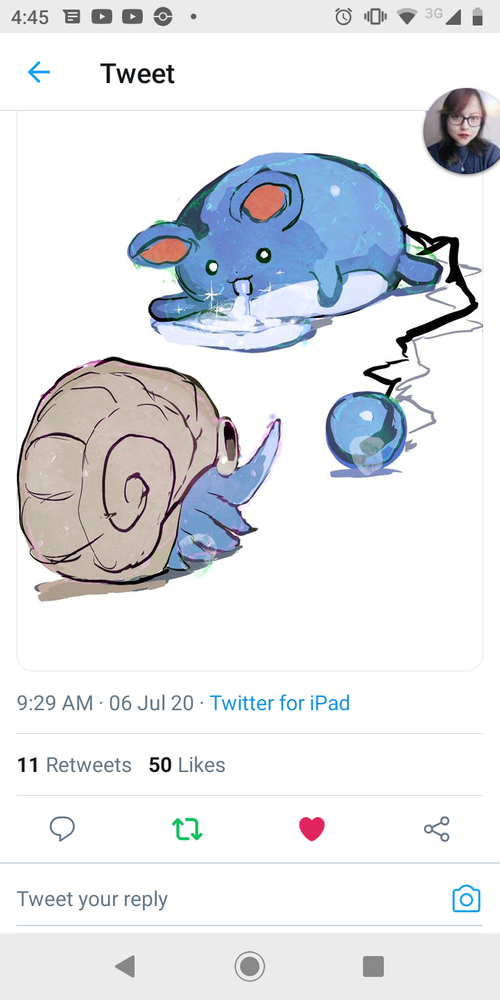 4:45 3G
Tweet
9:29 AM · 06 Jul 20 · Twitter for iPad
11 Retweets 50 Likes
Tweet your reply